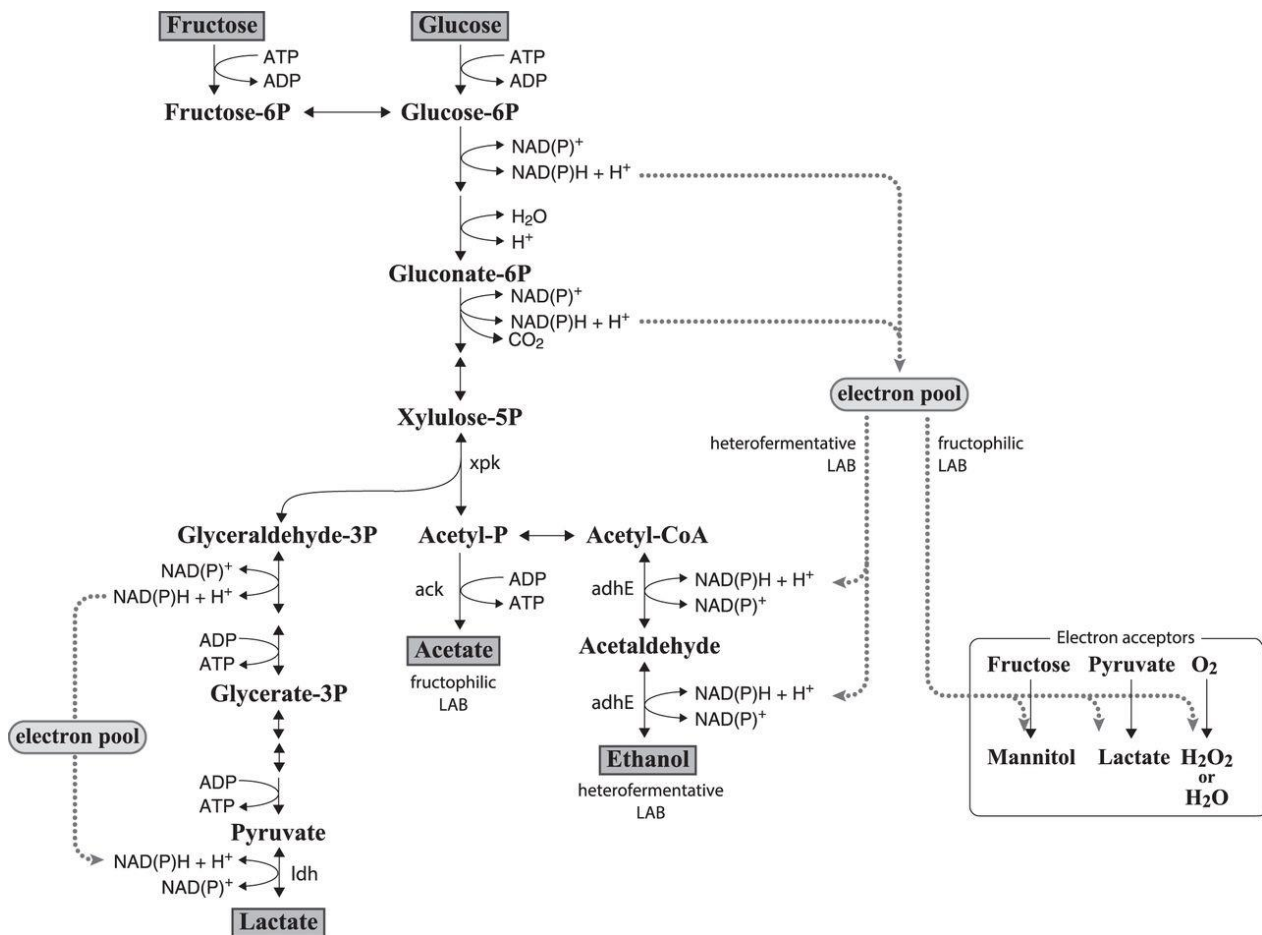 Fructose
Glucose
ATP
ADP
ATP
ADP
Fructose-6P
Glucose-6P
NAD(P)⁺
NAD(P)H + H⁺
H₂O
H⁺
Gluconate-6P
NAD(P)⁺
NAD(P)H + H⁺
CO₂
electron pool
Xylulose-5P
heterofermentative
LAB
fructophilic
LAB
xpk
Glyceraldehyde-3P
Acetyl-P
Acetyl-CoA
NAD(P)⁺
NAD(P)H + H⁺
ack
ADP
ATP
adhE
NAD(P)H + H⁺
NAD(P)⁺
ADP
ATP
Acetate
fructophilic
LAB
Acetaldehyde
Glycerate-3P
adhE
NAD(P)H + H⁺
NAD(P)⁺
electron pool
Ethanol
heterofermentative
LAB
Electron acceptors
Fructose
Pyruvate
O₂
Mannitol
Lactate
H₂O₂
or
H₂O
ADP
ATP
Pyruvate
NAD(P)H + H⁺
NAD(P)⁺
ldh
Lactate